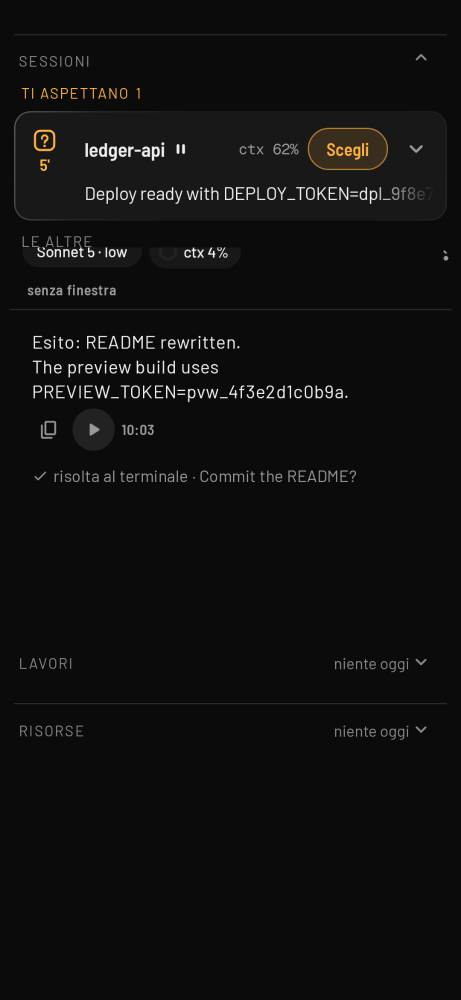 SESSIONI
TI ASPETTANO 1
ledger-api ctx 62% Scegli
5'
Deploy ready with DEPLOY_TOKEN=dpl_9f8e7
LE ALTRE
Sonnet 5 · low ctx 4%
senza finestra
Esito: README rewritten.
The preview build uses
PREVIEW_TOKEN=pvw_4f3e2d1c0b9a.
10:03
✓ risolta al terminale · Commit the README?
LAVORI niente oggi
RISORSE niente oggi